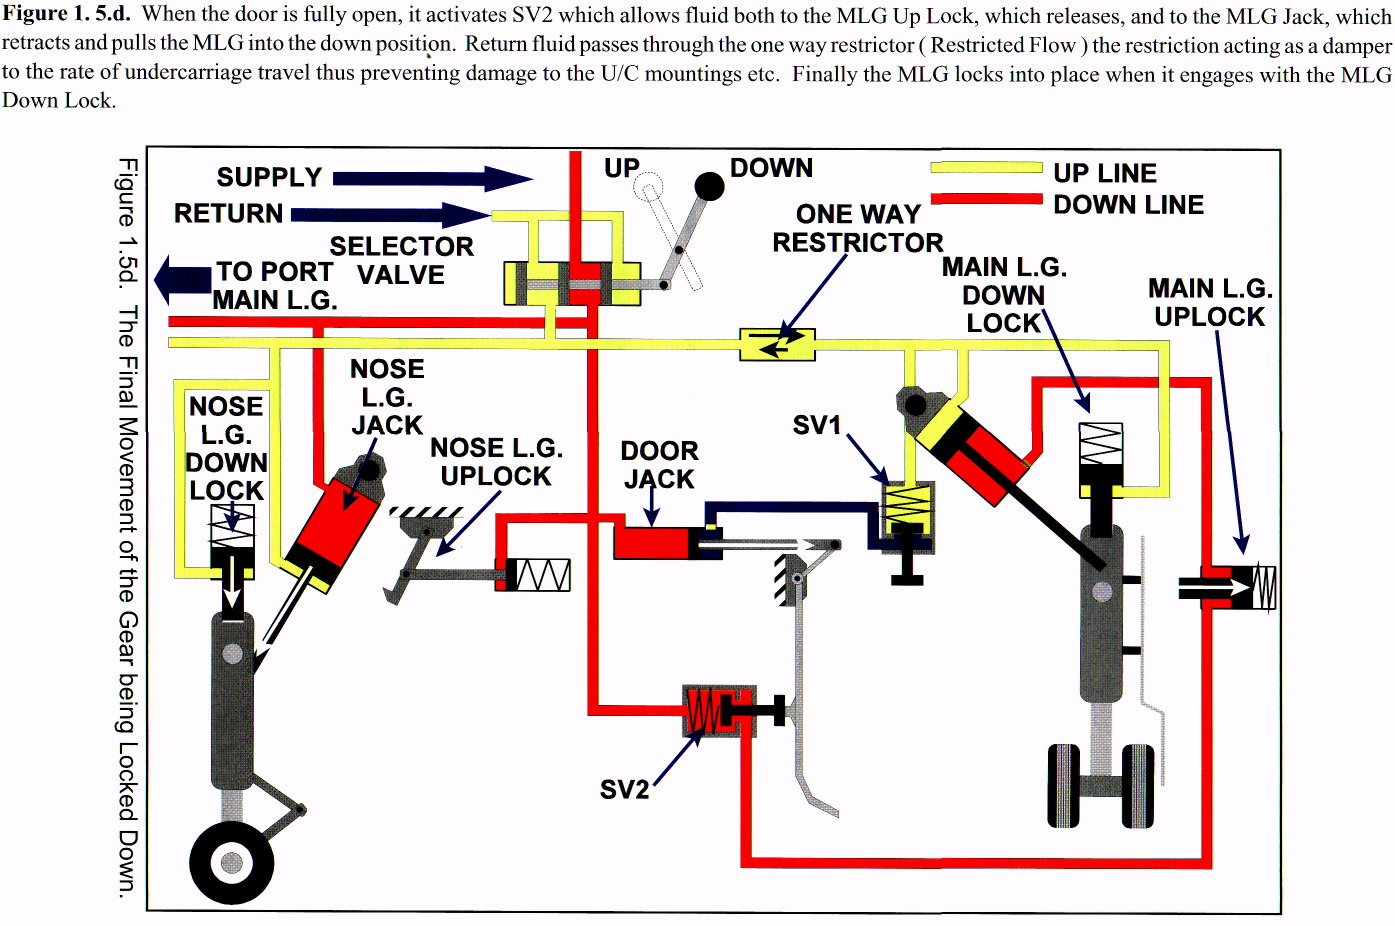 Figure 1. 5.d. When the door is fully open, it activates SV2 which allows fluid both to the MLG Up Lock, which releases, and to the MLG Jack, which
retracts and pulls the MLG into the down position. Return fluid passes through the one way restrictor ( Restricted Flow ) the restriction acting as a damper
to the rate of undercarriage travel thus preventing damage to the U/C mountings etc. Finally the MLG locks into place when it engages with the MLG
Down Lock.
Figure 1.5d. The Final Movement of the Gear being Locked Down.
SUPPLY
RETURN
SELECTOR
VALVE
TO PORT
MAIN L.G.
UP
DOWN
UP LINE
DOWN LINE
ONE WAY
RESTRICTOR
MAIN L.G.
DOWN
LOCK
MAIN L.G.
UPLOCK
NOSE
L.G.
JACK
NOSE
L.G.
DOWN
LOCK
NOSE L.G.
UPLOCK
DOOR
JACK
SV1
SV2